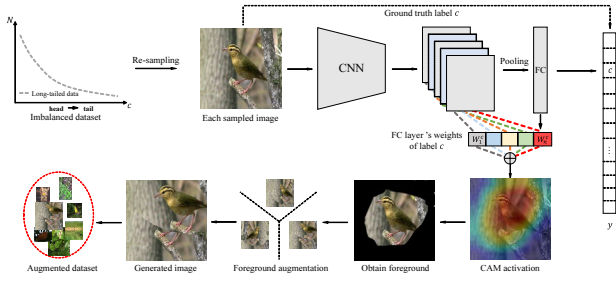 N
Long-tailed data
head tail
c
Imbalanced dataset
Re-sampling
Each sampled image
Ground truth label c
CNN
Pooling
FC
c
y
FC layer 's weights
of label c
CAM activation
Obtain foreground
Foreground augmentation
Generated image
Augmented dataset